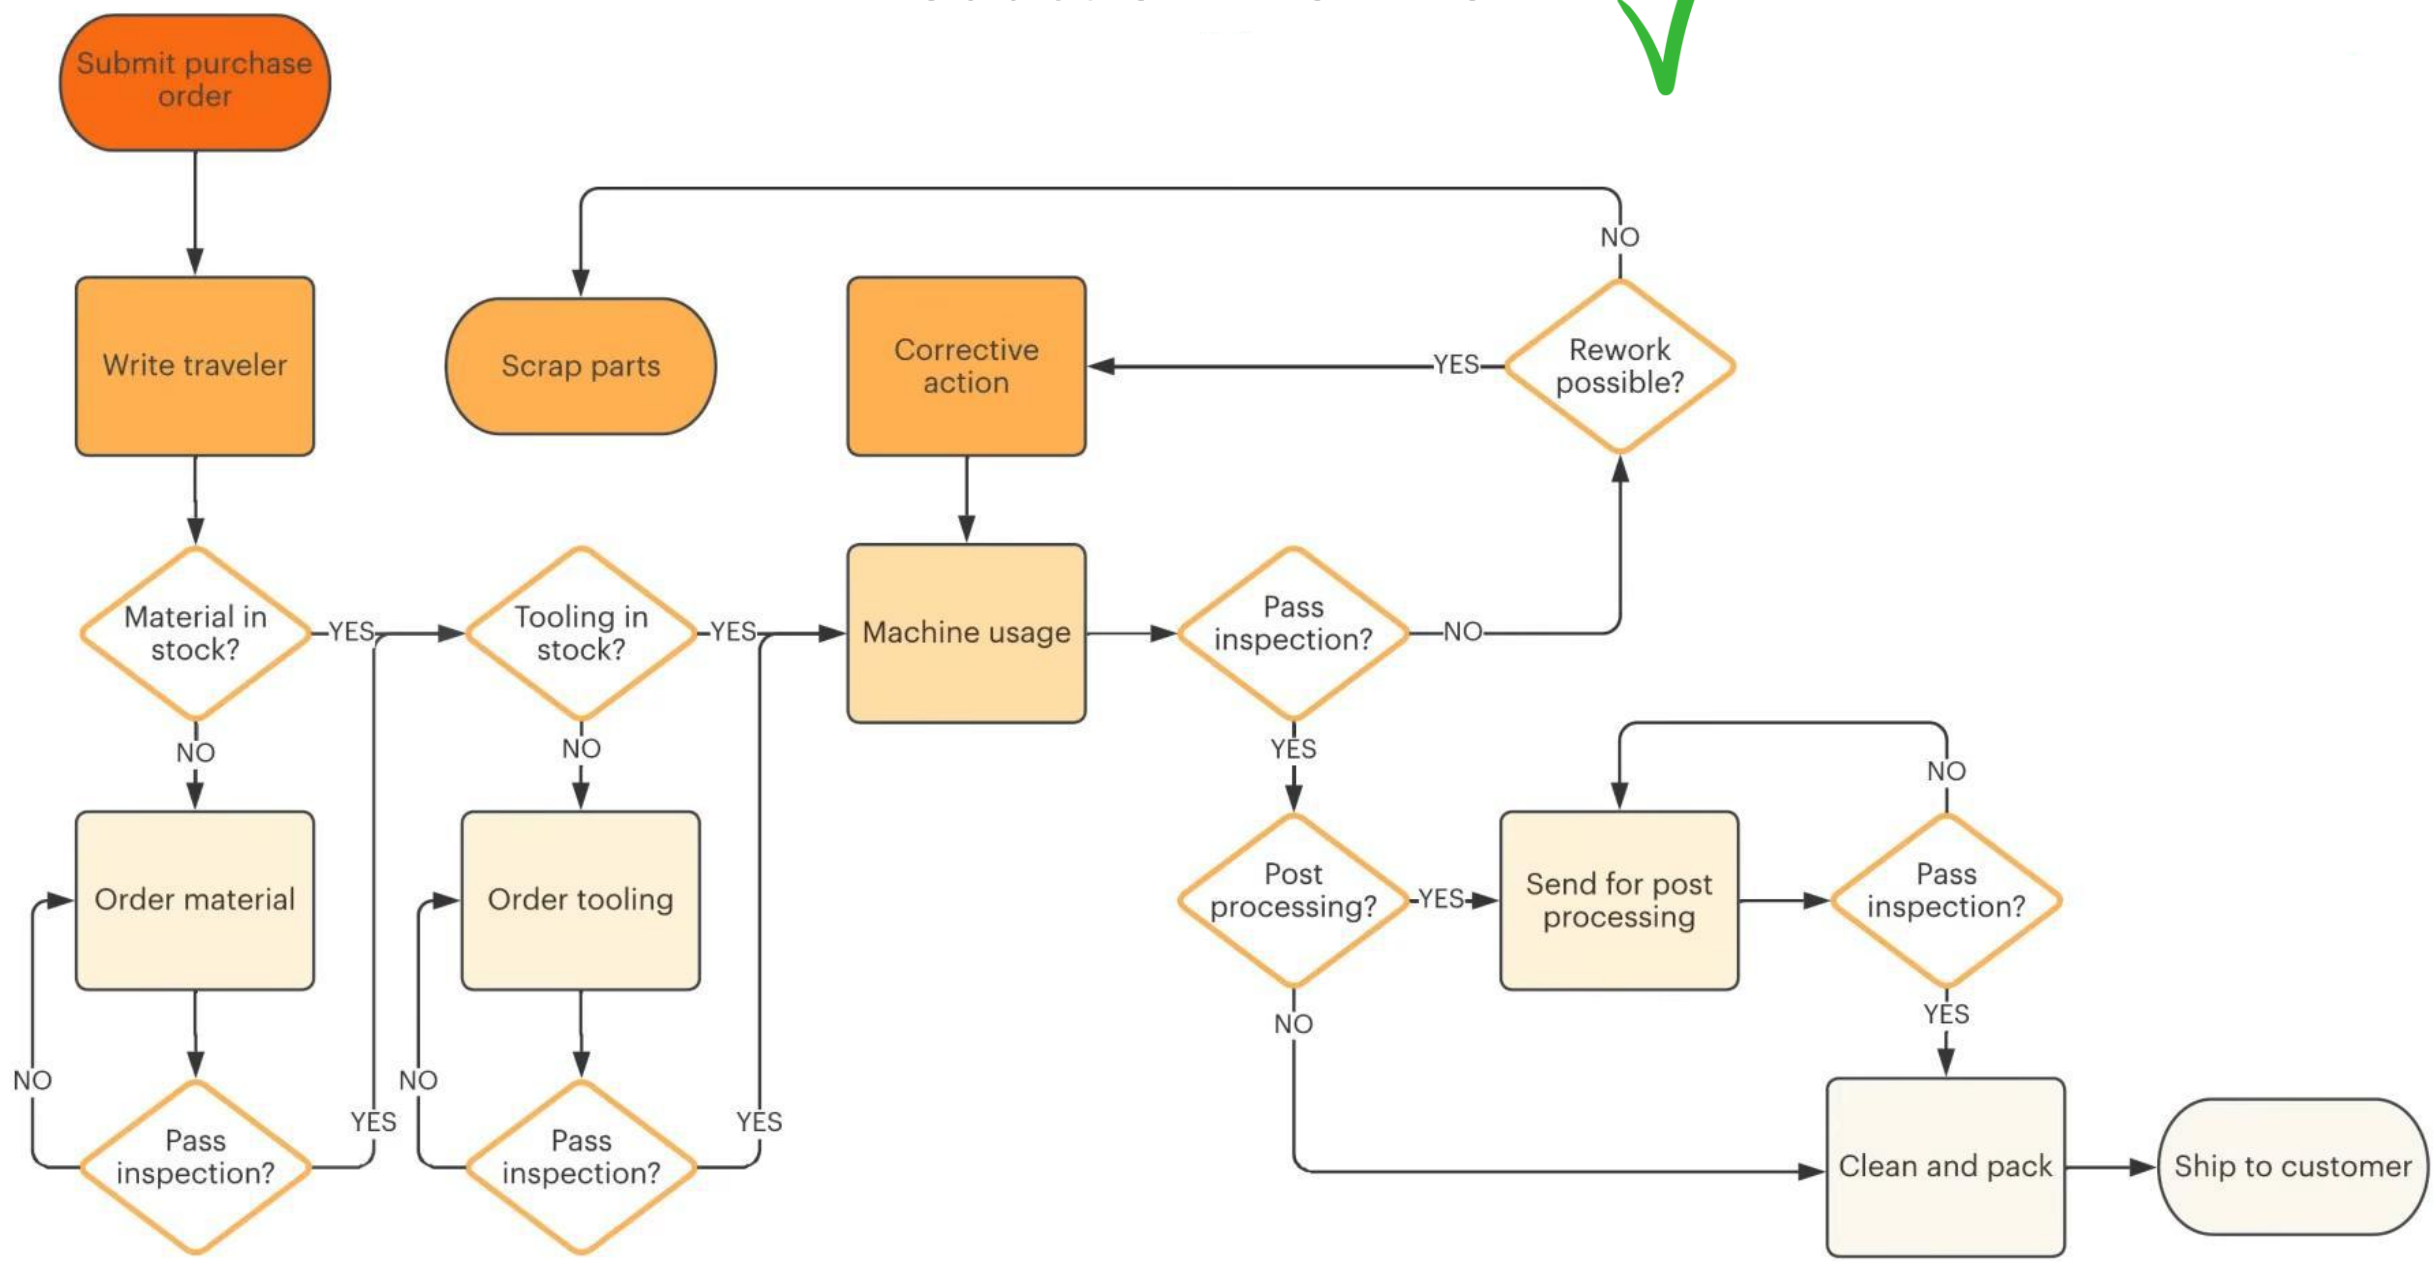 Submit purchase
order
NO
Write traveler
Scrap parts
Corrective
action
YES
Rework
possible?
Material in
stock?
YES
Tooling in
stock?
YES
Machine usage
Pass
inspection?
NO
NO
NO
YES
NO
Order material
Order tooling
Post
processing?
YES
Send for post
processing
Pass
inspection?
NO
YES
NO
YES
NO
YES
Pass
inspection?
Pass
inspection?
Clean and pack
Ship to customer